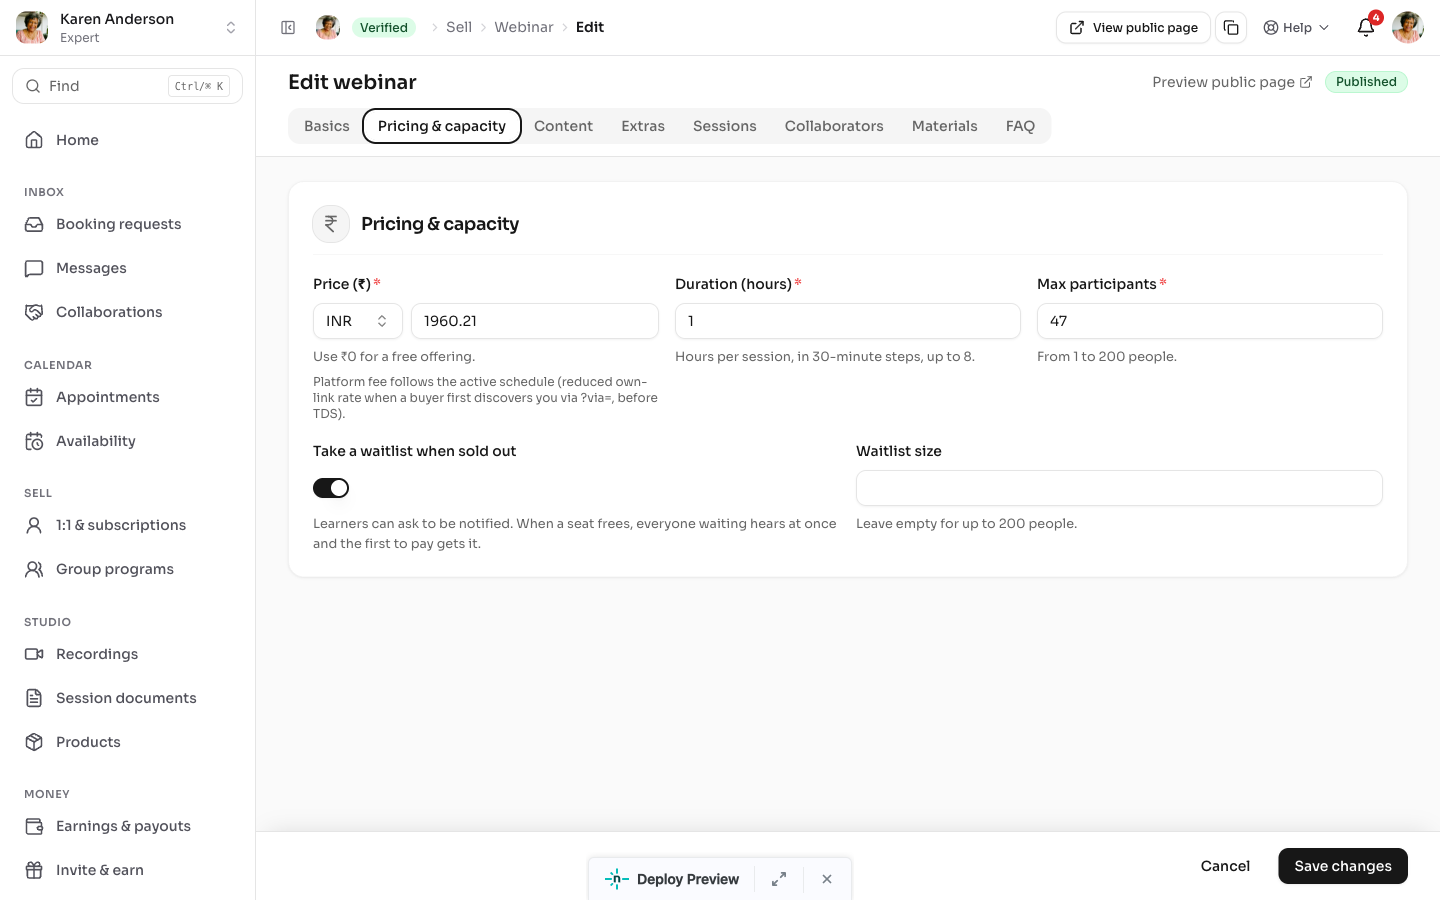 Karen Anderson
Expert
Verified
Sell
Webinar
Edit
View public page
Help
4
Find
Ctrl/⌘ K
Home
INBOX
Booking requests
Messages
Collaborations
CALENDAR
Appointments
Availability
SELL
1:1 & subscriptions
Group programs
STUDIO
Recordings
Session documents
Products
MONEY
Earnings & payouts
Invite & earn
Edit webinar
Preview public page
Published
Basics
Pricing & capacity
Content
Extras
Sessions
Collaborators
Materials
FAQ
₹
Pricing & capacity
Price (₹)*
INR
1960.21
Use ₹0 for a free offering.
Platform fee follows the active schedule (reduced own-
link rate when a buyer first discovers you via ?via=, before
TDS).
Duration (hours)*
1
Hours per session, in 30-minute steps, up to 8.
Max participants*
47
From 1 to 200 people.
Take a waitlist when sold out
Learners can ask to be notified. When a seat frees, everyone waiting hears at once
and the first to pay gets it.
Waitlist size
Leave empty for up to 200 people.
Deploy Preview
Cancel
Save changes